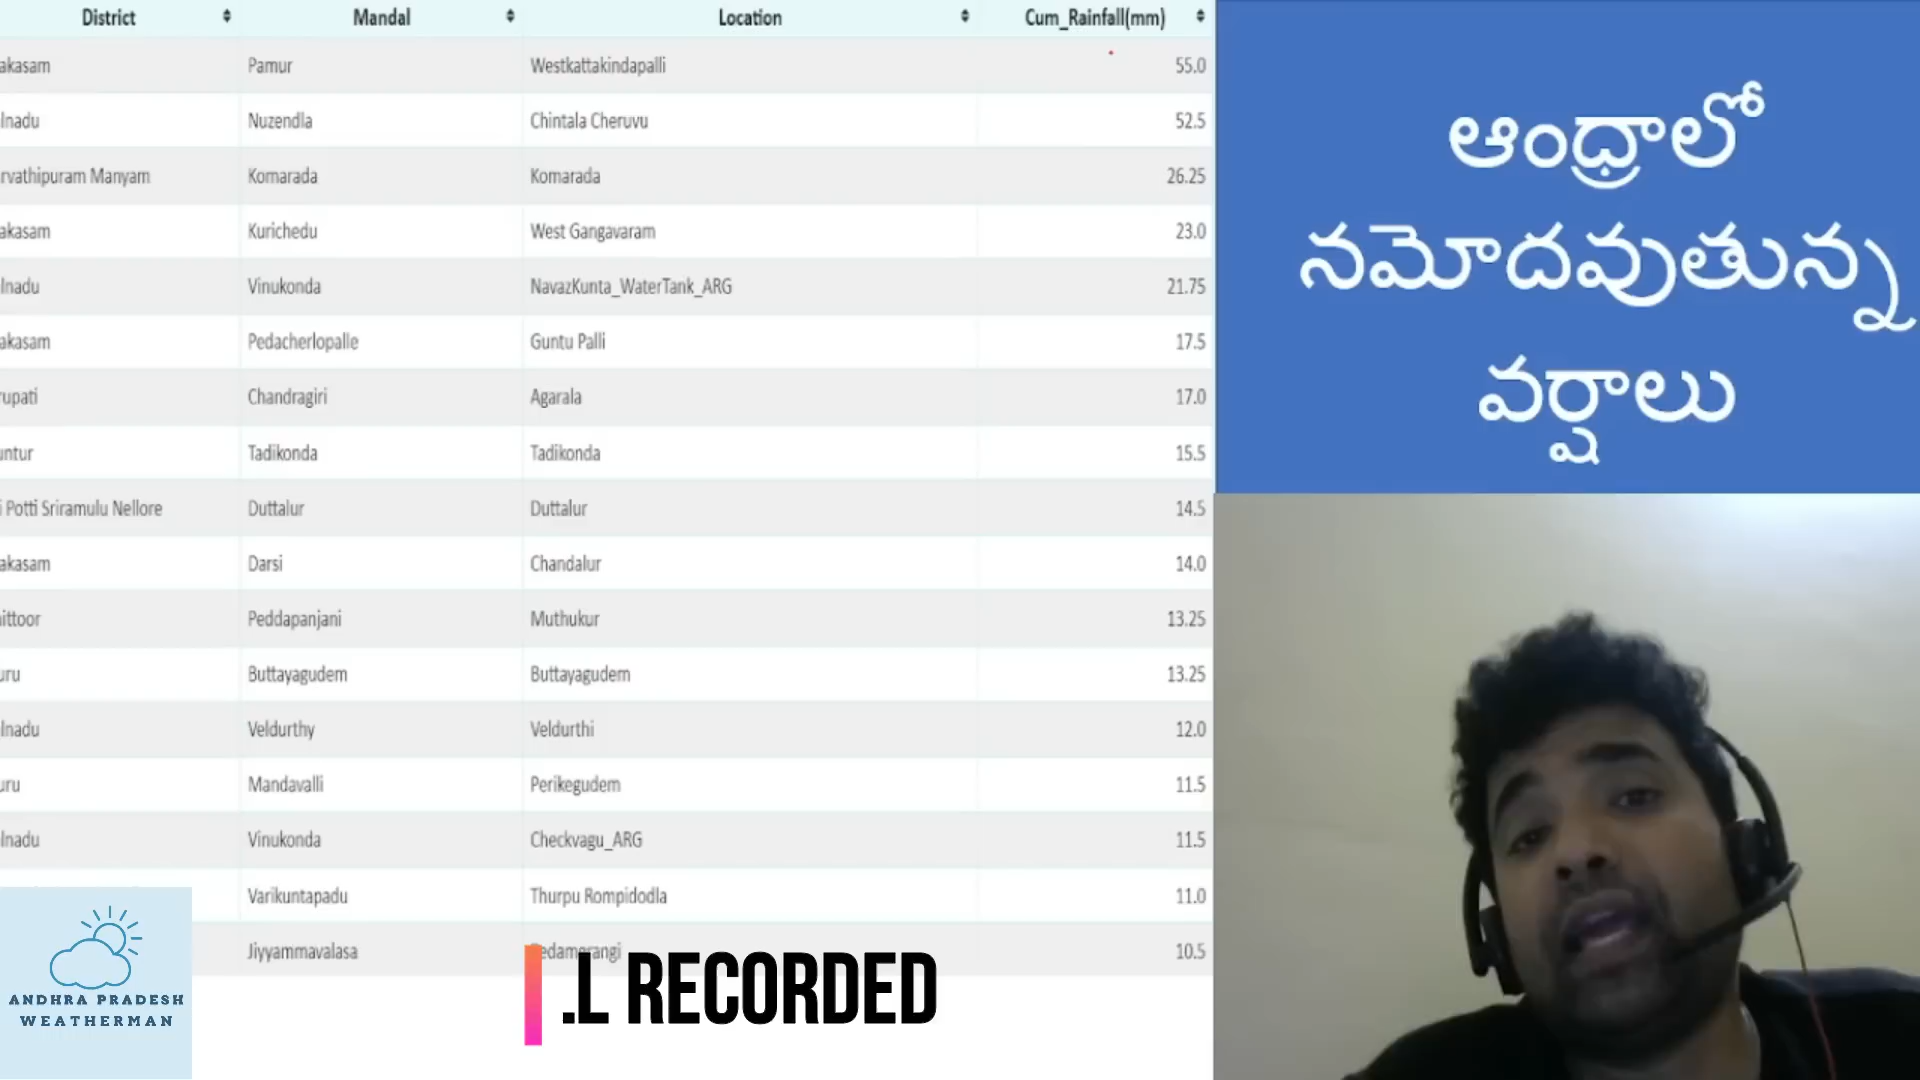 District Mandal Location Cum_Rainfall(mm)
akasam Pamur Westkattakindapalli 55.0
lnadu Nuzendla Chintala Cheruvu 52.5
rvathipuram Manyam Komarada Komarada 26.25
akasam Kurichedu West Gangavaram 23.0
lnadu Vinukonda NavazKunta_WaterTank_ARG 21.75
akasam Pedacherlopalle Guntu Palli 17.5
rupati Chandragiri Agarala 17.0
untur Tadikonda Tadikonda 15.5
i Potti Sriramulu Nellore Duttalur Duttalur 14.5
akasam Darsi Chandalur 14.0
ittoor Peddapanjani Muthukur 13.25
uru Buttayagudem Buttayagudem 13.25
lnadu Veldurthy Veldurthi 12.0
uru Mandavalli Perikegudem 11.5
lnadu Vinukonda Checkvagu_ARG 11.5
Varikuntapadu Thurpu Rompidodla 11.0
Jiyyammavalasa 10.5
.L RECORDED
ANDHRA PRADESH
WEATHERMAN
ఆంధ్రాలో
నమోదవుతున్న
వర్షాలు